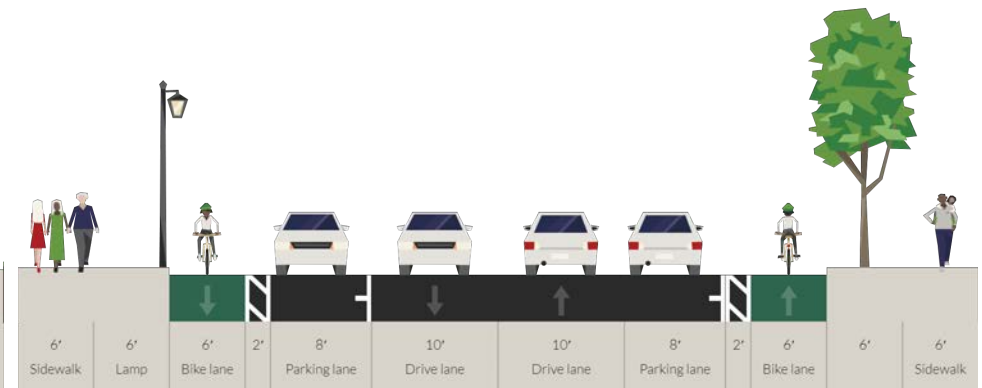 6' 6' 6' 2' 8' 10' 10' 8' 2' 6' 6' 6'
Sidewalk Lamp Bike lane Parking lane Drive lane Drive lane Parking lane Bike lane Sidewalk